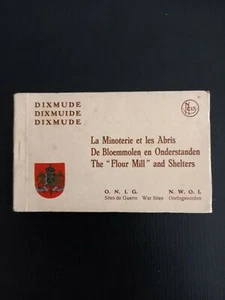 DIXMUDE
DIXMUIDE
DIXMUDE
La Minoterie et les Abris
De Bloemmolen en Onderstanden
The "Flour Mill" and Shelters
O. N. I. G.
N. W. O. I.
Sites de Guerre War Sites Oorlogsoorden